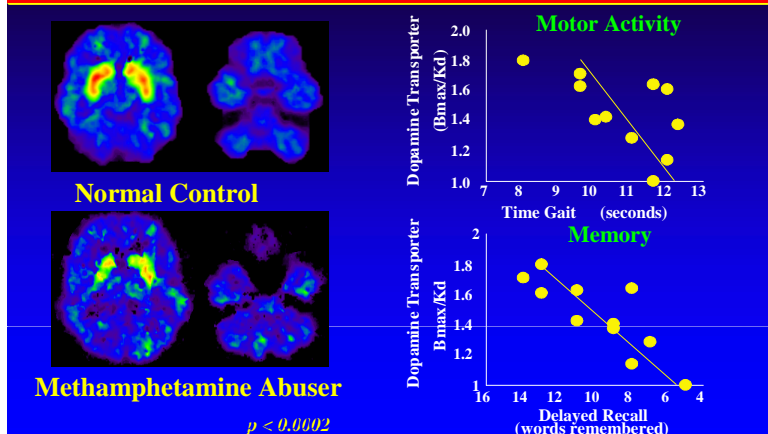 Normal Control
Methamphetamine Abuser
p < 0.0002
Motor Activity
Dopamine Transporter
(Bmax/Kd)
2.0
1.8
1.6
1.4
1.2
1.0
7 8 9 10 11 12 13
Time Gait (seconds)
Memory
Dopamine Transporter
Bmax/Kd
2
1.8
1.6
1.4
1.2
1
16 14 12 10 8 6 4
Delayed Recall
(words remembered)